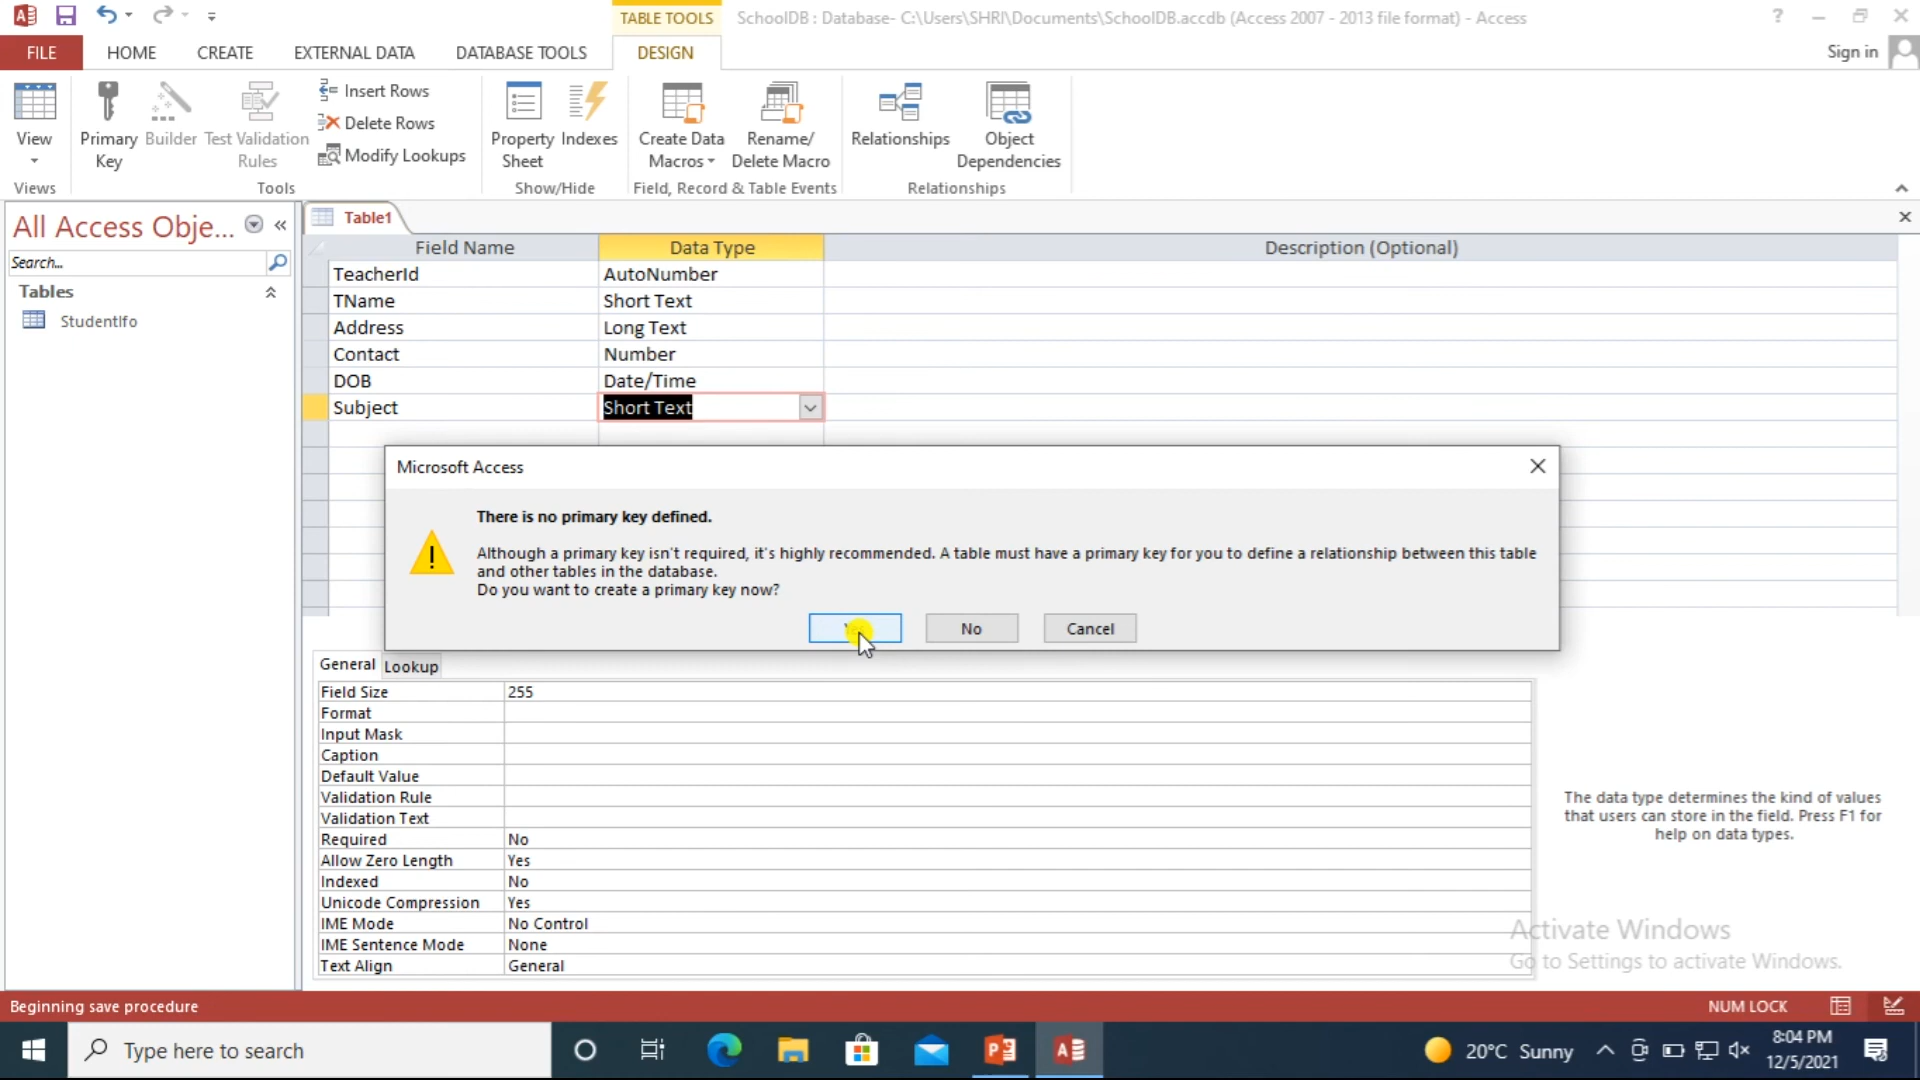 TABLE TOOLS
SchoolDB : Database- C:\Users\SHRI\Documents\SchoolDB.accdb (Access 2007 - 2013 file format) - Access
?
FILE
HOME
CREATE
EXTERNAL DATA
DATABASE TOOLS
DESIGN
Sign in
View
Primary Key
Builder
Test Validation Rules
Insert Rows
Delete Rows
Modify Lookups
Property Sheet
Indexes
Create Data Macros
Rename/ Delete Macro
Relationships
Object Dependencies
Views
Tools
Show/Hide
Field, Record & Table Events
Relationships
All Access Obje...
Search...
Tables
StudentIfo
Table1
Field Name
Data Type
Description (Optional)
TeacherId
AutoNumber
TName
Short Text
Address
Long Text
Contact
Number
DOB
Date/Time
Subject
Short Text
Microsoft Access
There is no primary key defined.
Although a primary key isn't required, it's highly recommended. A table must have a primary key for you to define a relationship between this table
and other tables in the database.
Do you want to create a primary key now?
No
Cancel
General
Lookup
Field Size
255
Format
Input Mask
Caption
Default Value
Validation Rule
Validation Text
Required
No
Allow Zero Length
Yes
Indexed
No
Unicode Compression
Yes
IME Mode
No Control
IME Sentence Mode
None
Text Align
General
The data type determines the kind of values
that users can store in the field. Press F1 for
help on data types.
Activate Windows
Go to Settings to activate Windows.
Beginning save procedure
NUM LOCK
Type here to search
20°C Sunny
8:04 PM
12/5/2021